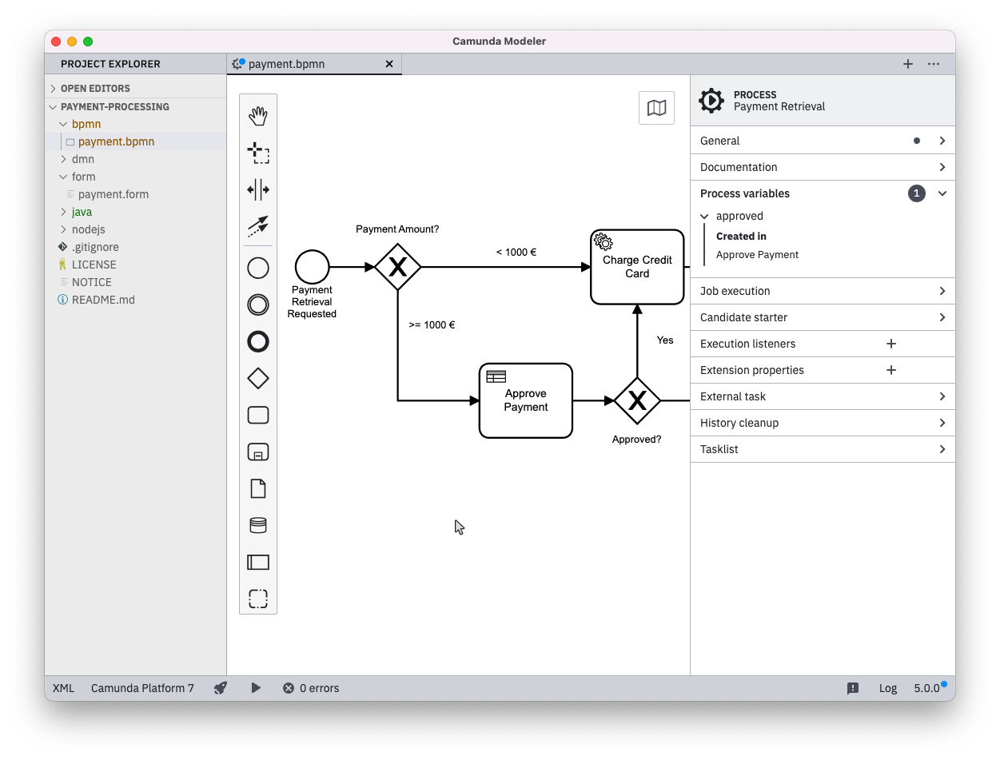 Camunda Modeler
PROJECT EXPLORER
payment.bpmn
OPEN EDITORS
PAYMENT-PROCESSING
bpmn
payment.bpmn
dmn
form
payment.form
java
nodejs
.gitignore
LICENSE
NOTICE
README.md
Payment Amount?
< 1000 €
Charge Credit
Card
Payment
Retrieval
Requested
>= 1000 €
Yes
Approve
Payment
Approved?
PROCESS
Payment Retrieval
General
Documentation
Process variables 1
approved
Created in
Approve Payment
Job execution
Candidate starter
Execution listeners
Extension properties
External task
History cleanup
Tasklist
XML Camunda Platform 7 0 errors Log 5.0.0